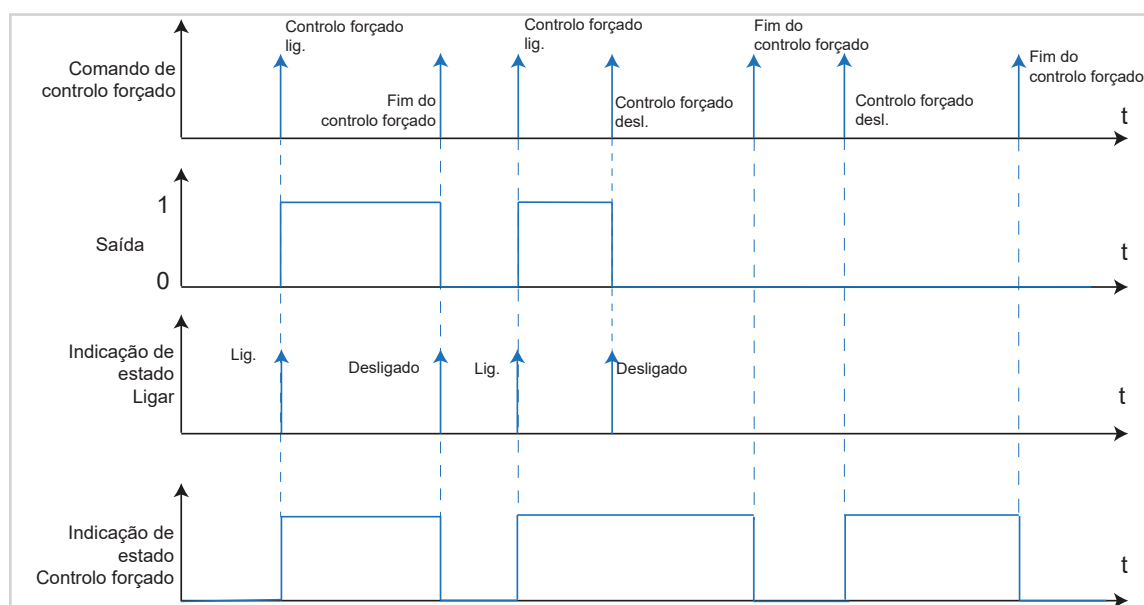 Controlo forçado
lig.
Controlo forçado
lig.
Fim do
controlo forçado
Fim do
controlo forçado
Comando de
controlo forçado
Fim do
controlo forçado
Controlo forçado
desl.
Controlo forçado
desl.
t
1
Saída
0
t
Indicação de
estado
Ligar
Lig.
Desligado
Lig.
Desligado
t
Indicação de
estado
Controlo forçado
t